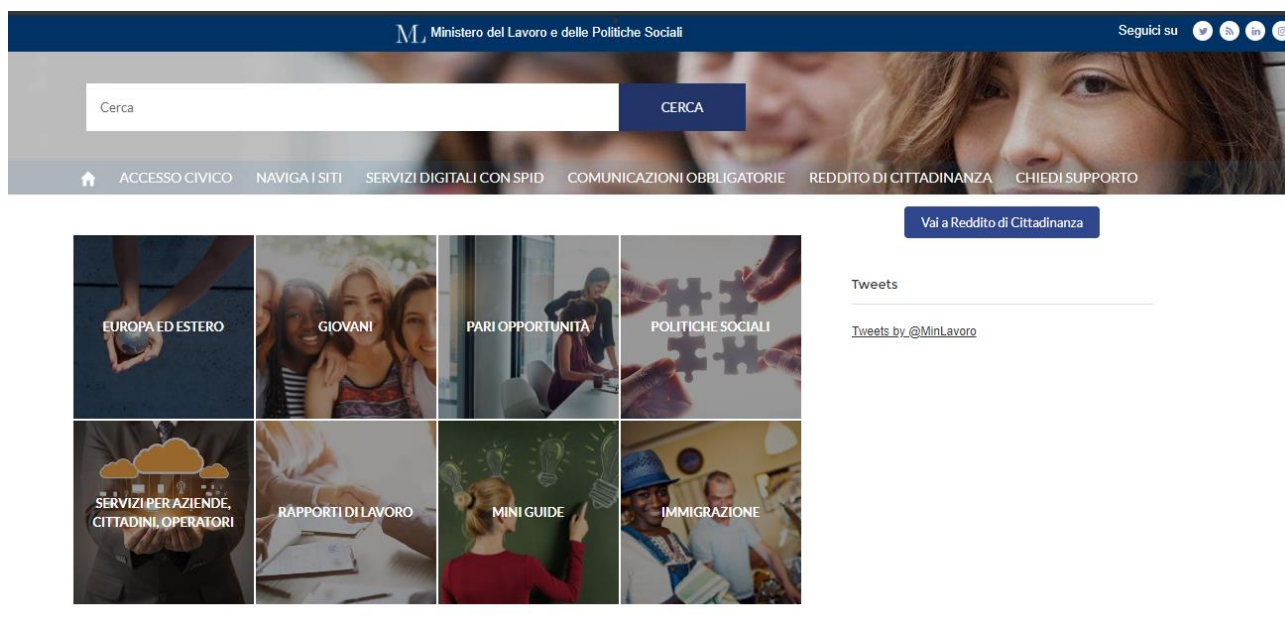 ML Ministero del Lavoro e delle Politiche Sociali
Seguici su
Cerca
CERCA
ACCESSO CIVICO NAVIGA I SITI SERVIZI DIGITALI CON SPID COMUNICAZIONI OBBLIGATORIE REDDITO DI CITTADINANZA CHIEDI SUPPORTO
Vai a Reddito di Cittadinanza
Tweets
Tweets by @MinLavoro
EUROPA ED ESTERO
GIOVANI
PARI OPPORTUNITÀ
POLITICHE SOCIALI
SERVIZI PER AZIENDE,
CITTADINI, OPERATORI
RAPPORTI DI LAVORO
MINI GUIDE
IMMIGRAZIONE